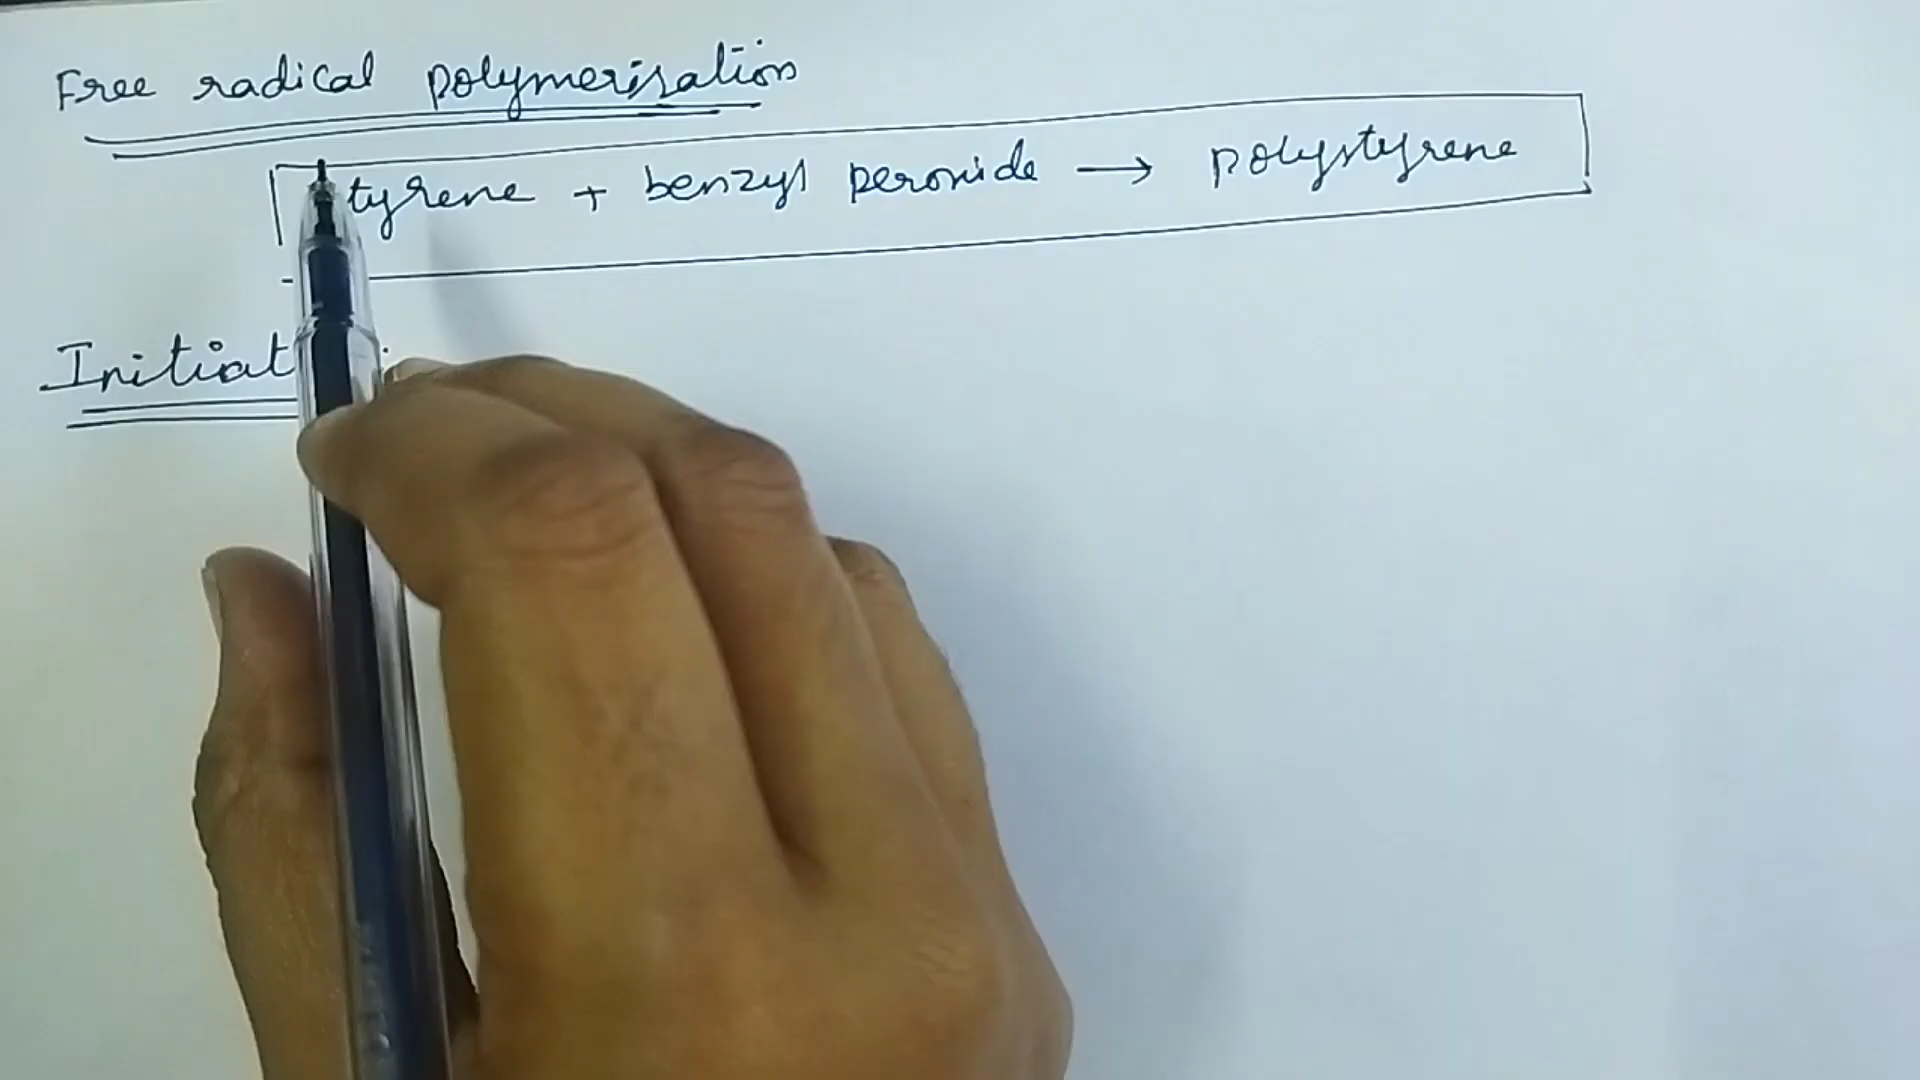 Free radical polymerisation
tyrene + benzyl peroxide → polystyrene
Initiat